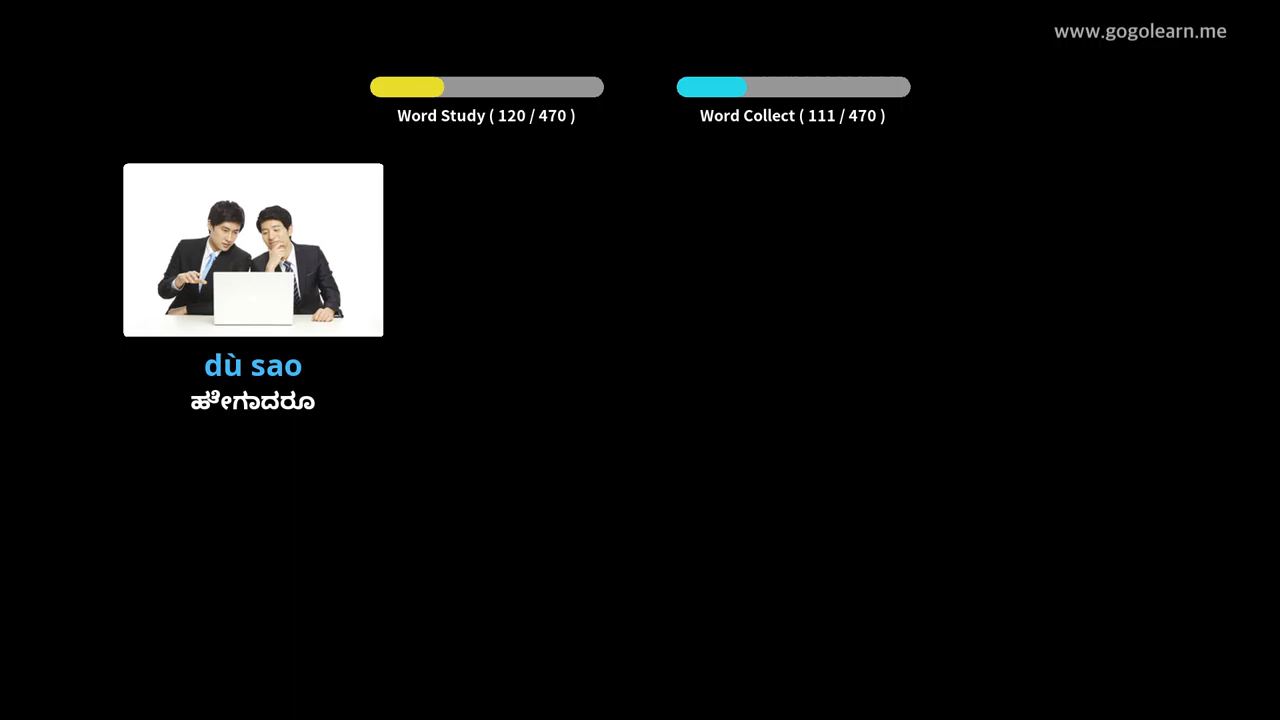 www.gogolearn.me
Word Study ( 120 / 470 )
Word Collect ( 111 / 470 )
dù sao
ಹೇಗಾದರೂ